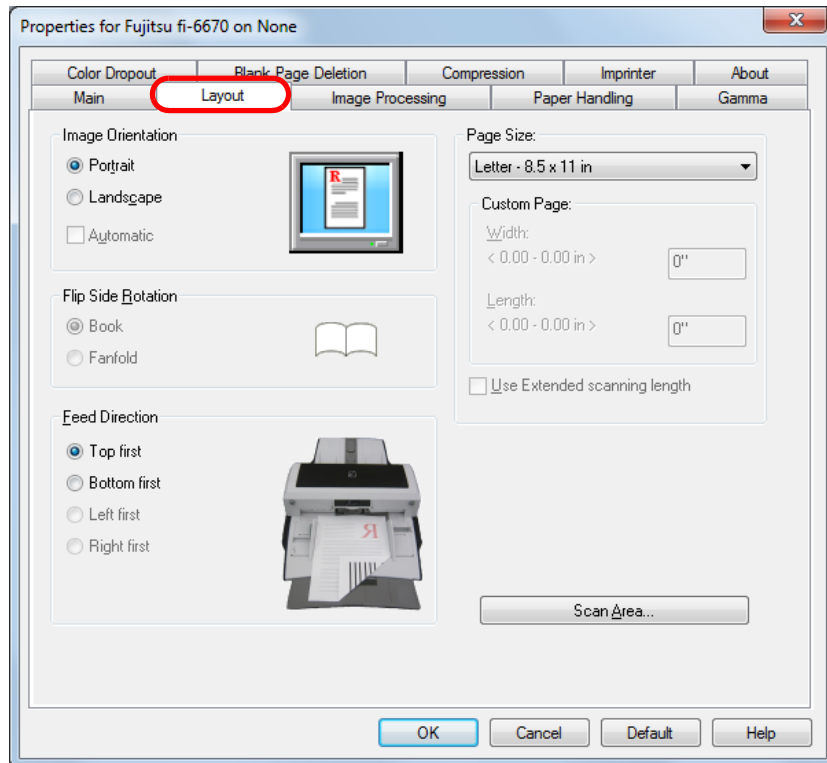 Properties for Fujitsu fi-6670 on None
Color Dropout Blank Page Deletion Compression Imprinter About
Main Layout Image Processing Paper Handling Gamma
Image Orientation
Portrait
Landscape
Automatic
R
Flip Side Rotation
Book
Fanfold
Feed Direction
Top first
Bottom first
Left first
Right first
R
Page Size:
Letter - 8.5 x 11 in
Custom Page:
Width:
< 0.00 - 0.00 in > 0"
Length:
< 0.00 - 0.00 in > 0"
Use Extended scanning length
Scan Area...
OK Cancel Default Help